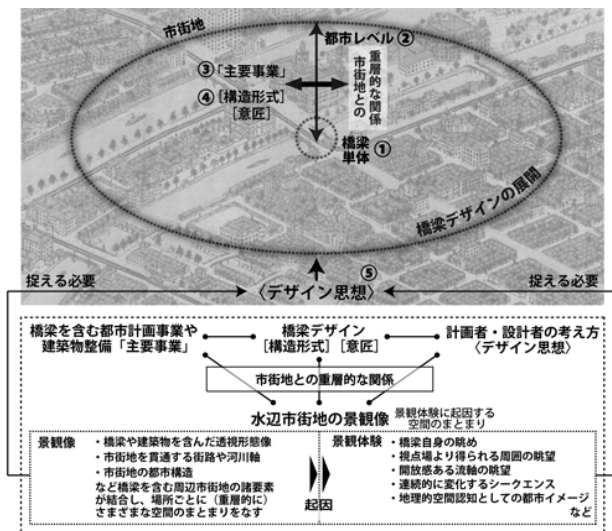 市街地
都市レベル ②
③「主要事業」
④ [構造形式]
[意匠]
重層的な関係
市街地との
橋梁 ①
単体
橋梁デザインの展開
⑤
捉える必要
〈デザイン思想〉
捉える必要
橋梁を含む都市計画事業や
建築物整備「主要事業」
橋梁デザイン
[構造形式] [意匠]
計画者・設計者の考え方
〈デザイン思想〉
市街地との重層的な関係
水辺市街地の景観像
景観体験に起因する
空間のまとまり
景観像
・橋梁や建築物を含んだ透視形態像
・市街地を貫通する街路や河川軸
・市街地の都市構造
など橋梁を含む周辺市街地の諸要素
が結合し、場所ごとに（重層的に）
さまざまな空間のまとまりをなす
起因
景観体験
・橋梁自身の眺め
・視点場より得られる周囲の眺望
・開放感ある流軸の眺望
・連続的に変化するシークエンス
・地理的空間認知としての都市イメージ
など